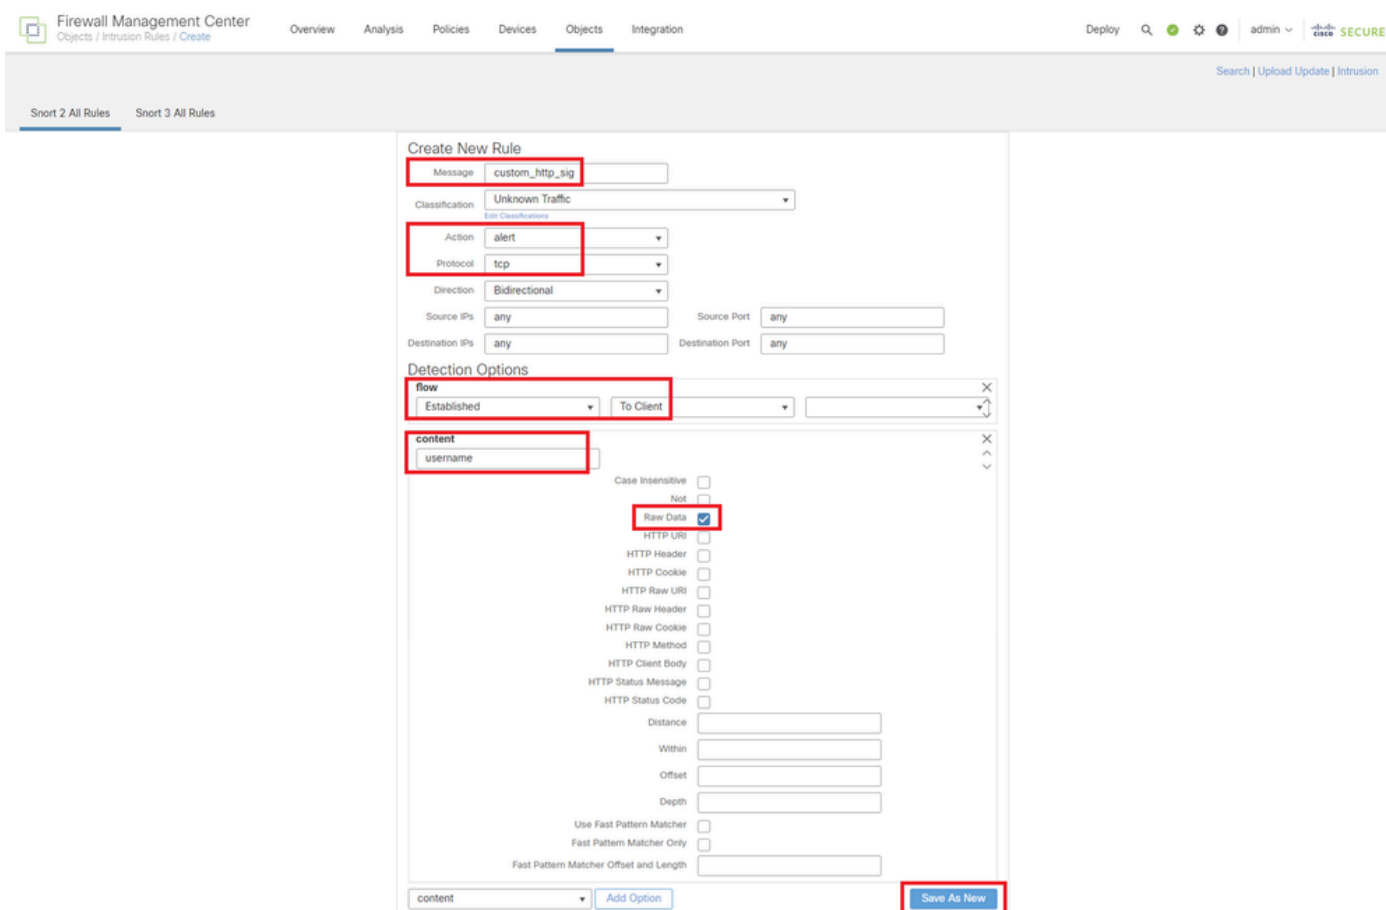 Firewall Management Center
Objects / Intrusion Rules / Create
Overview Analysis Policies Devices Objects Integration
Deploy admin cisco SECURE
Search | Upload Update | Intrusion
Snort 2 All Rules Snort 3 All Rules
Create New Rule
Message custom_http_sig
Classification Unknown Traffic
Edit Classifications
Action alert
Protocol tcp
Direction Bidirectional
Source IPs any Source Port any
Destination IPs any Destination Port any
Detection Options
flow
Established To Client
content
username
Case Insensitive
Not
Raw Data
HTTP URI
HTTP Header
HTTP Cookie
HTTP Raw URI
HTTP Raw Header
HTTP Raw Cookie
HTTP Method
HTTP Client Body
HTTP Status Message
HTTP Status Code
Distance
Within
Offset
Depth
Use Fast Pattern Matcher
Fast Pattern Matcher Only
Fast Pattern Matcher Offset and Length
content Add Option Save As New